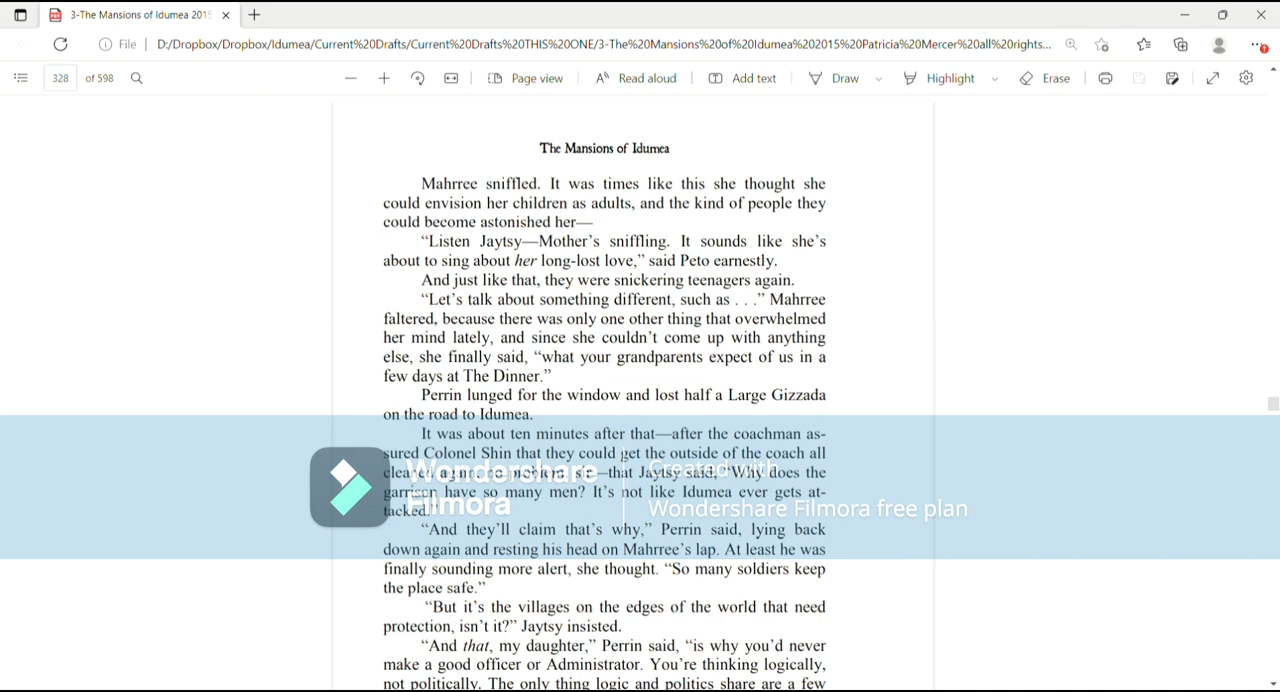 3-The Mansions of Idumea 2015
File
D:/Dropbox/Dropbox/Idumea/Current%20Drafts/Current%20Drafts%20THIS%20ONE/3-The%20Mansions%20of%20Idumea%202015%20Patricia%20Mercer%20all%20rights...
328 of 598
Page view
Read aloud
Add text
Draw
Highlight
Erase
The Mansions of Idumea
Mahrree sniffled. It was times like this she thought she
could envision her children as adults, and the kind of people they
could become astonished her—
“Listen Jaytsy—Mother’s sniffling. It sounds like she’s
about to sing about her long-lost love,” said Peto earnestly.
And just like that, they were snickering teenagers again.
“Let’s talk about something different, such as . . .” Mahrree
faltered, because there was only one other thing that overwhelmed
her mind lately, and since she couldn’t come up with anything
else, she finally said, “what your grandparents expect of us in a
few days at The Dinner.”
Perrin lunged for the window and lost half a Large Gizzada
on the road to Idumea.
It was about ten minutes after that—after the coachman as-
sured Colonel Shin that they could get the outside of the coach all
cleaned again, no problem, sir—that Jaytsy said, “Why does the
garrison have so many men? It’s not like Idumea ever gets at-
tacked.”
Wondershare
Filmora
Created with
Wondershare Filmora free plan
“And they’ll claim that’s why,” Perrin said, lying back
down again and resting his head on Mahrree’s lap. At least he was
finally sounding more alert, she thought. “So many soldiers keep
the place safe.”
“But it’s the villages on the edges of the world that need
protection, isn’t it?” Jaytsy insisted.
“And that, my daughter,” Perrin said, “is why you’d never
make a good officer or Administrator. You’re thinking logically,
not politically. The only thing logic and politics share are a few